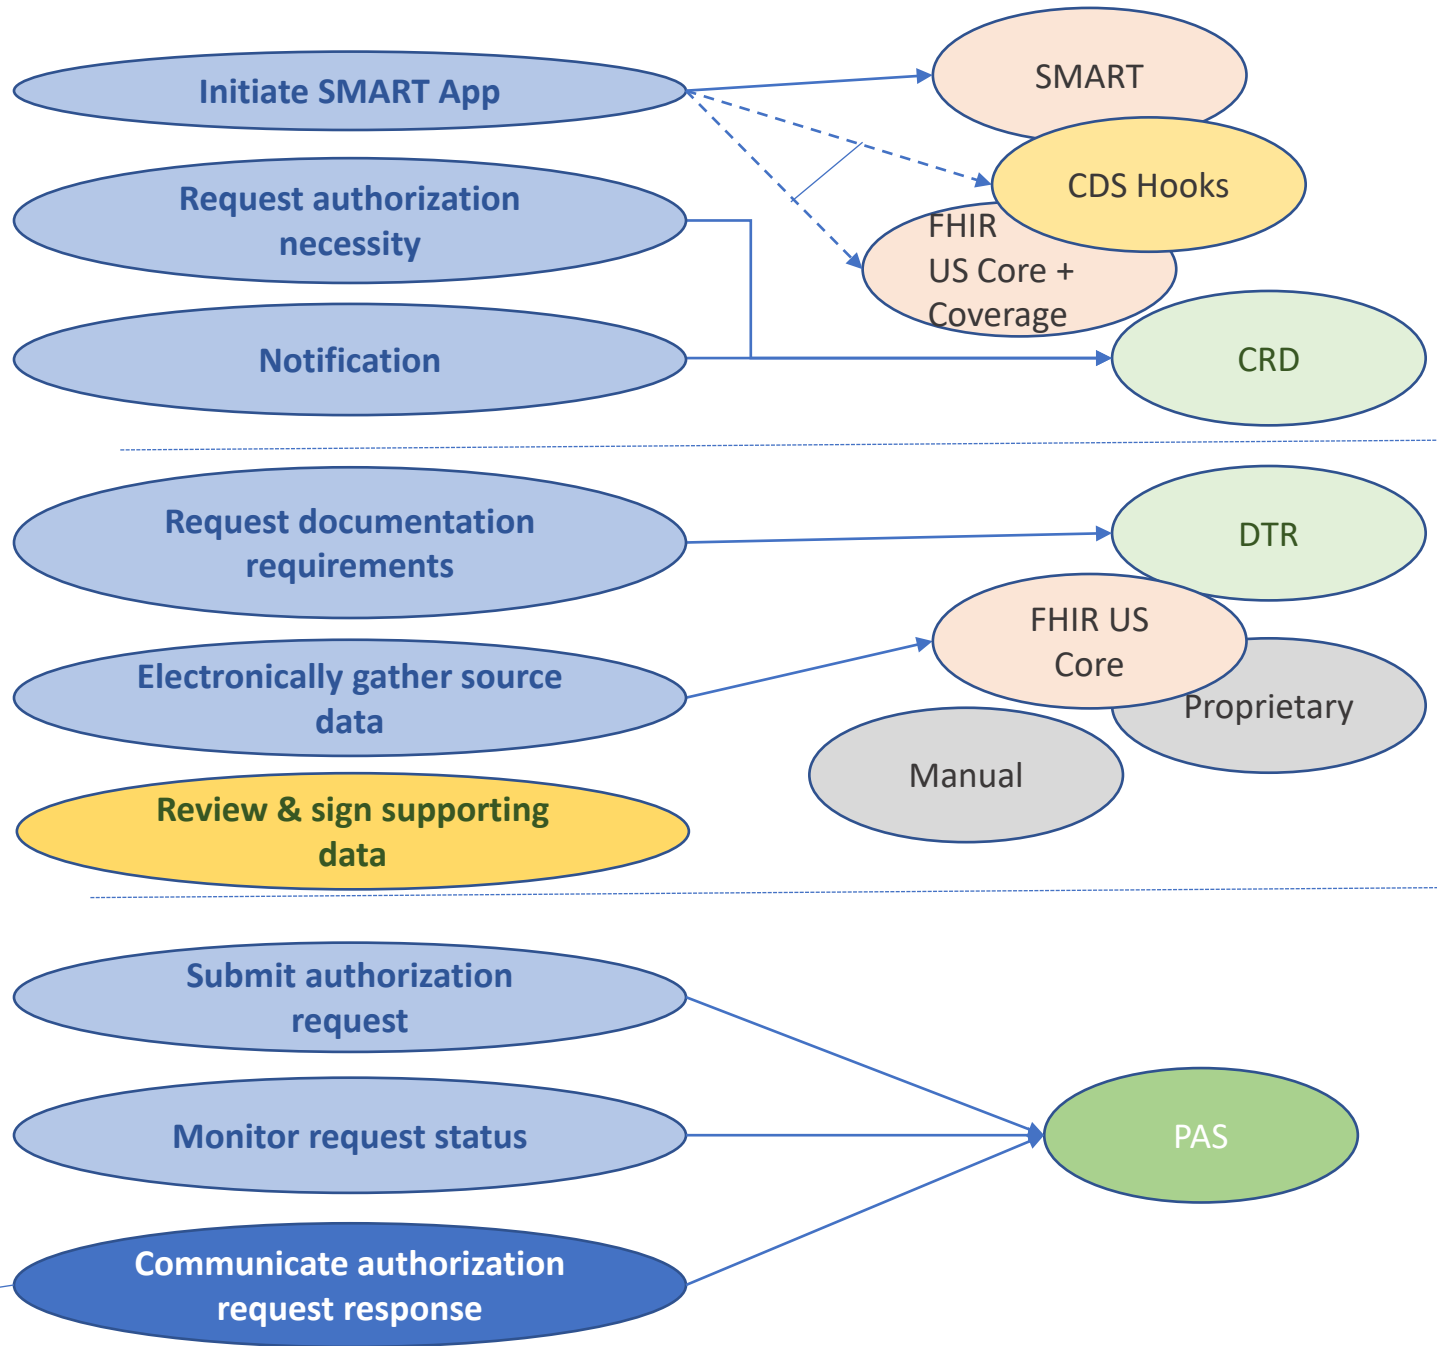 Initiate SMART App
SMART
Request authorization
necessity
CDS Hooks
FHIR
US Core +
Coverage
Notification
CRD
Request documentation
requirements
DTR
FHIR US
Core
Electronically gather source
data
Proprietary
Manual
Review & sign supporting
data
Submit authorization
request
Monitor request status
PAS
Communicate authorization
request response